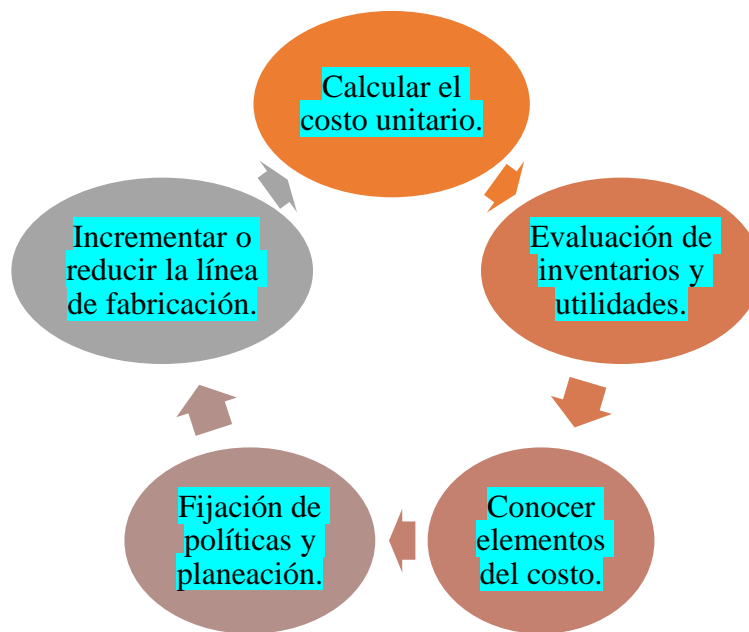 Calcular el
costo unitario.
Evaluación de
inventarios y
utilidades.
Conocer
elementos
del costo.
Fijación de
políticas y
planeación.
Incrementar o
reducir la línea
de fabricación.